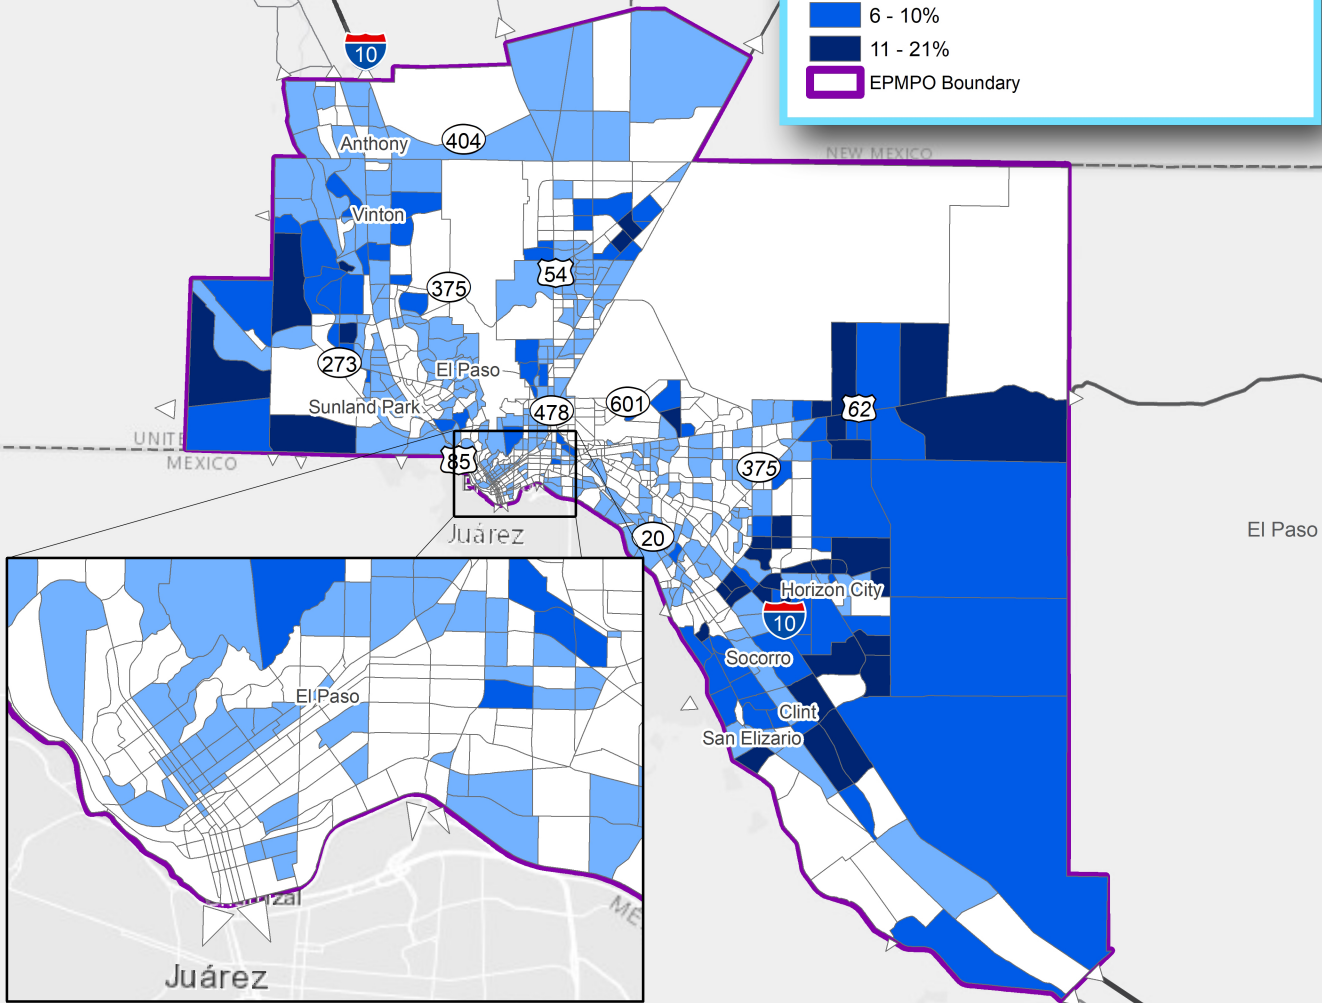 6 - 10%
11 - 21%
EPMPO Boundary
10
Anthony
404
NEW MEXICO
Vinton
54
375
273
El Paso
Sunland Park
478
601
62
UNITE
MEXICO
85
375
El Paso
Juárez
20
Horizon City
10
Socorro
Clint
San Elizario
El Paso
Juárez